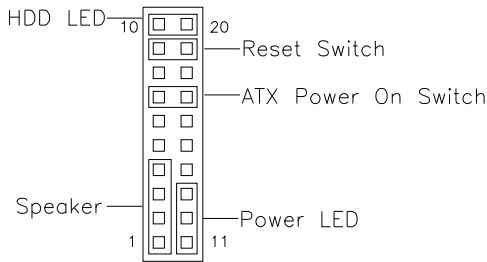 HDD LED
10
20
Reset Switch
ATX Power On Switch
Speaker
Power LED
1
11